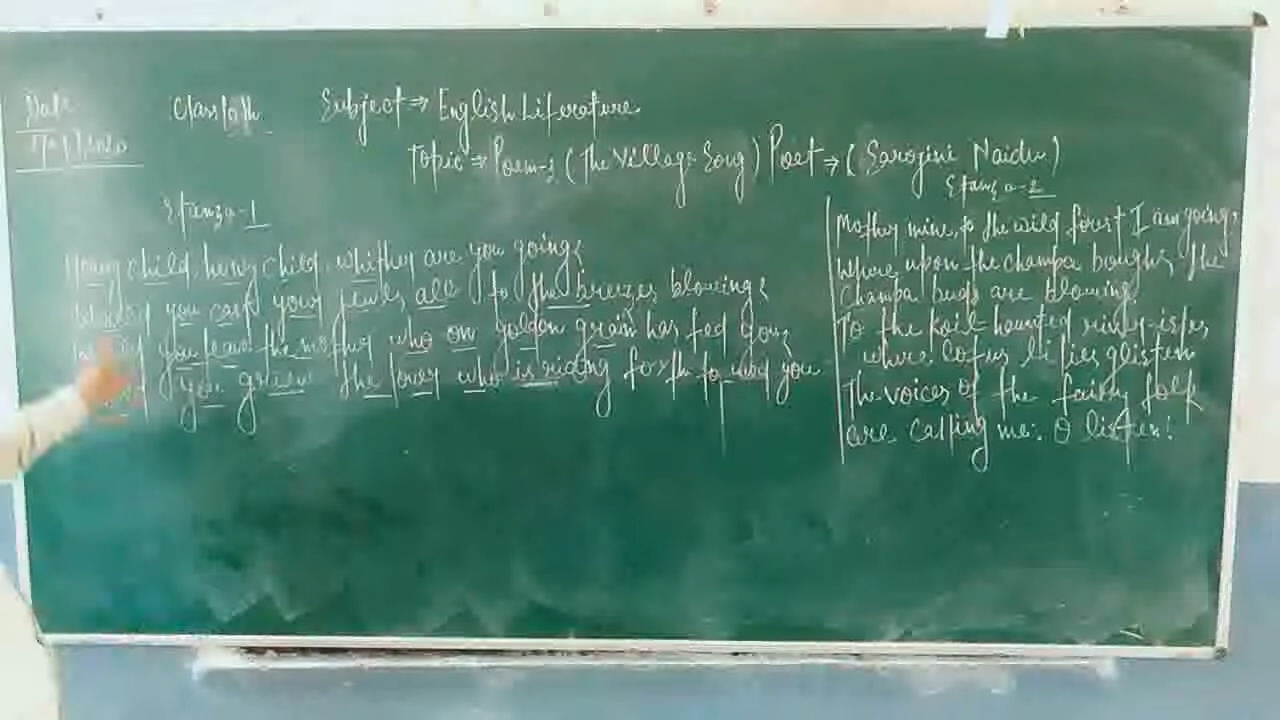 Date
Class 10th Subject ⇒ English Literature
Topic ⇒ Poem-1 (The Village Song) Poet → (Sarojini Naidu)
Stanza-1
Honey child, honey child, whither are you going?
you cast your jewels all to the breezes blowing?
you leave the mother who on golden grain has fed you?
you grieve the lover who is riding forth to wed you
Stanza-2
Mother mine, to the wild forest I am going,
Where upon the champa boughs the
Champa buds are blowing.
To the koil-haunted river-isles,
where lotus lilies glisten
The voices of the fairy folk
are calling me: O listen!